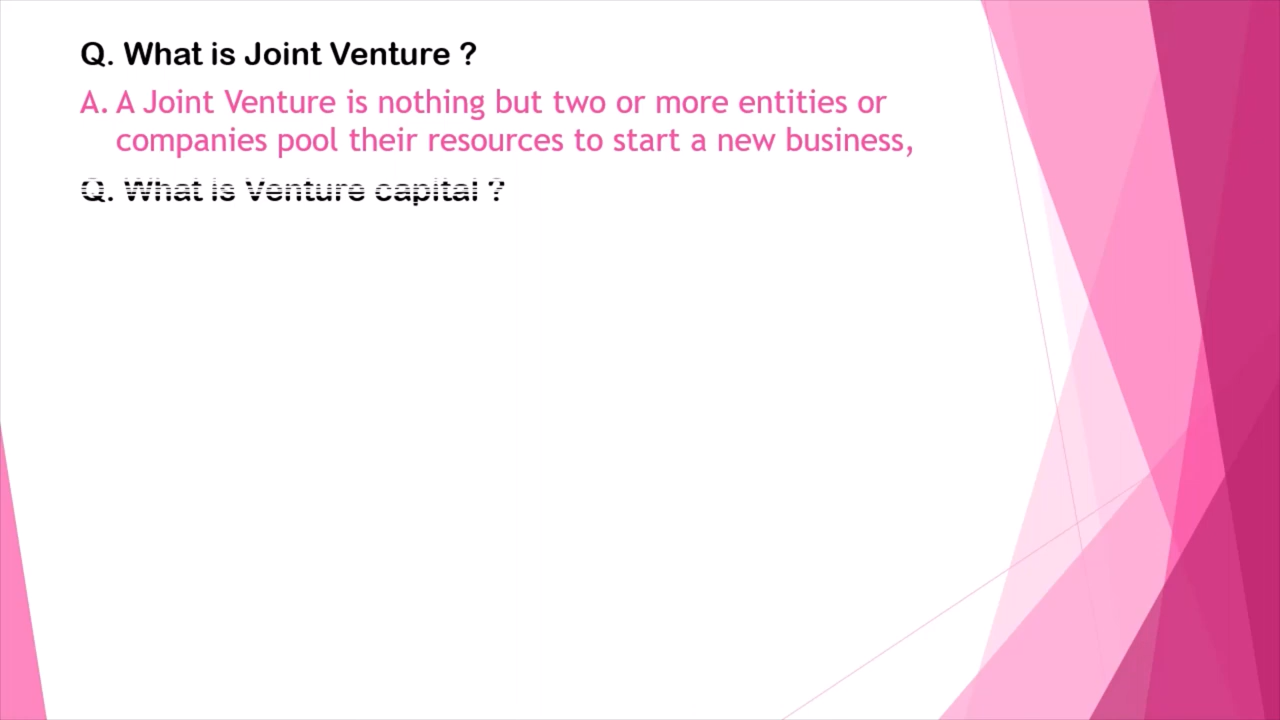 Q. What is Joint Venture ?
A. A Joint Venture is nothing but two or more entities or
companies pool their resources to start a new business,
Q. What is Venture capital ?